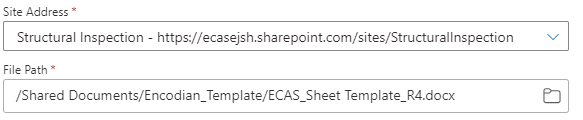 Site Address *
Structural Inspection - https://ecasejsh.sharepoint.com/sites/StructuralInspection
File Path *
/Shared Documents/Encodian_Template/ECAS_Sheet Template_R4.docx